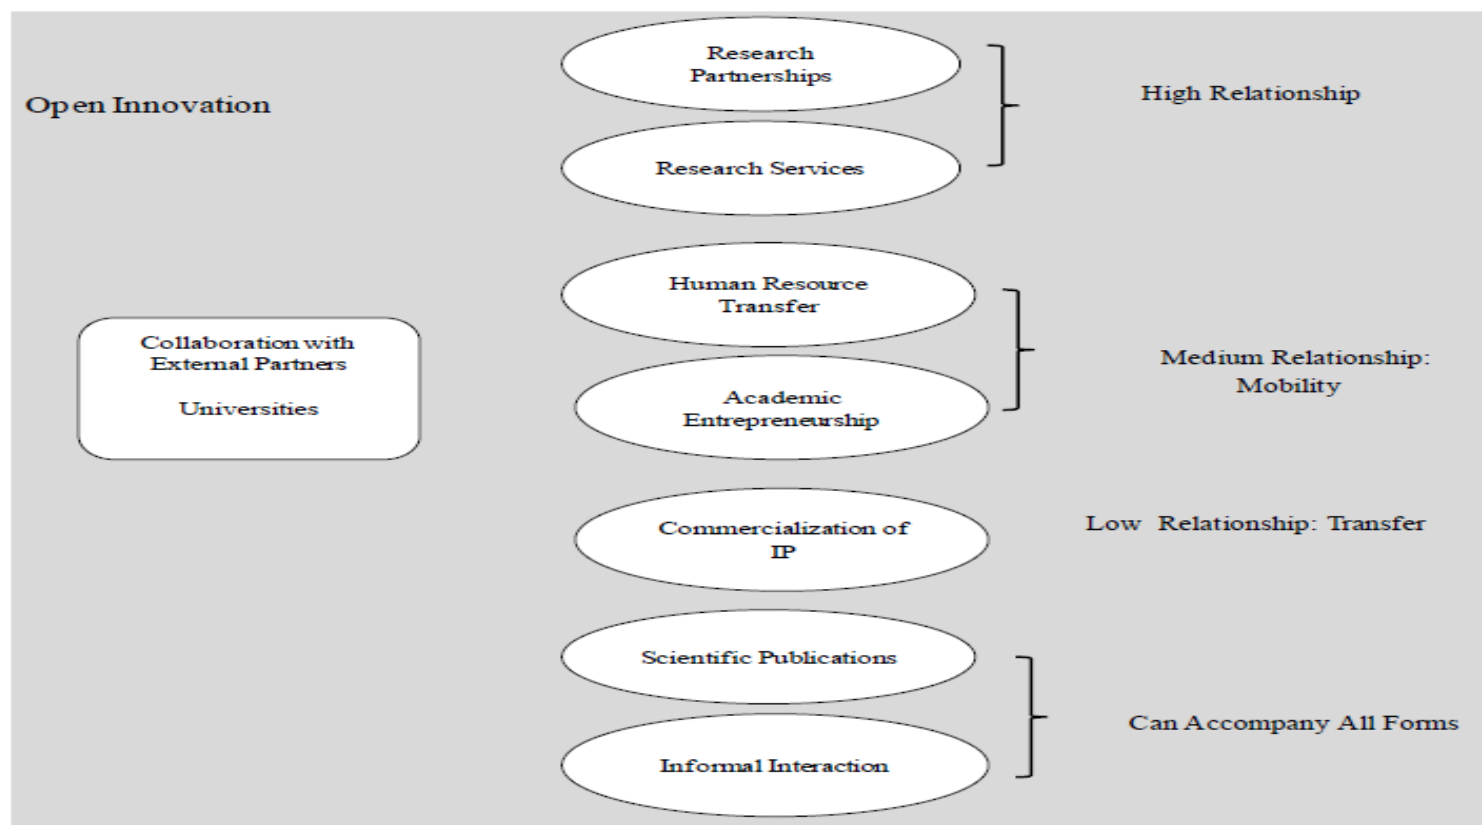 Open Innovation
Collaboration with
External Partners
Universities
Research
Partnerships
Research Services
High Relationship
Human Resource
Transfer
Academic
Entrepreneurship
Medium Relationship:
Mobility
Commercialization of
IP
Low Relationship: Transfer
Scientific Publications
Informal Interaction
Can Accompany All Forms